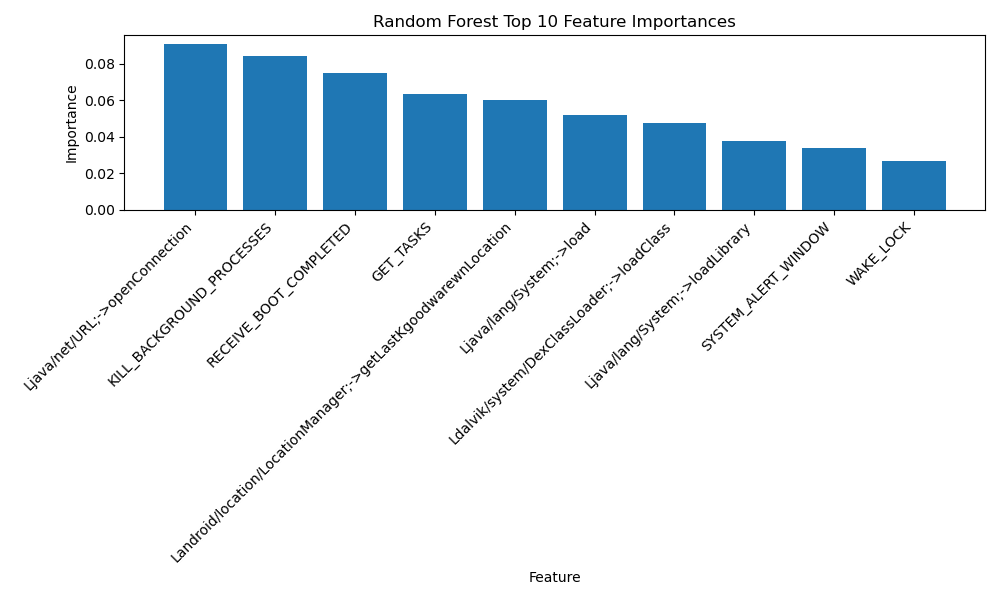 Random Forest Top 10 Feature Importances
Importance
0.08
0.06
0.04
0.02
0.00
Ljava/net/URL;->openConnection
KILL_BACKGROUND_PROCESSES
RECEIVE_BOOT_COMPLETED
GET_TASKS
Landroid/location/LocationManager;->getLastKgoodwarewnLocation
Ljava/lang/System;->load
Ldalvik/system/DexClassLoader;->loadClass
Ljava/lang/System;->loadLibrary
SYSTEM_ALERT_WINDOW
WAKE_LOCK
Feature